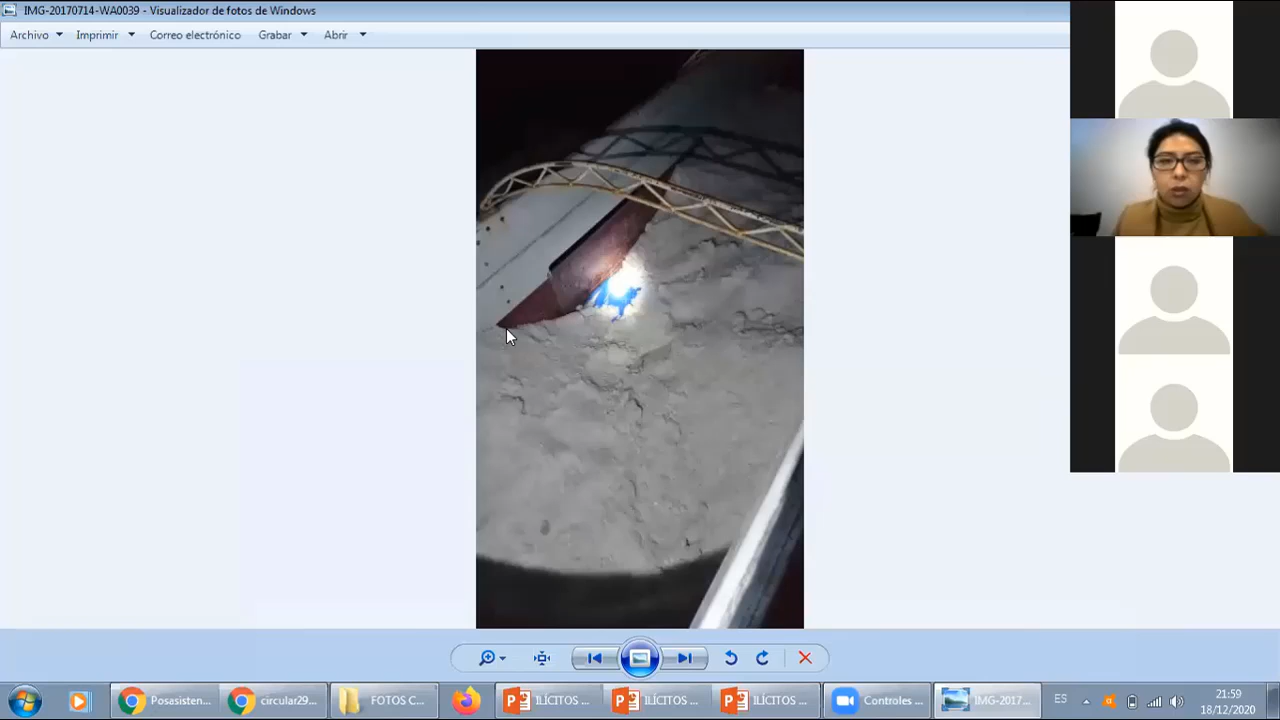 IMG-20170714-WA0039 - Visualizador de fotos de Windows
Archivo Imprimir Correo electrónico Grabar Abrir
Posasisten...
circular29...
FOTOS C...
ILÍCITOS ...
ILÍCITOS ...
ILÍCITOS ...
Controles ...
IMG-2017...
ES
21:59
18/12/2020